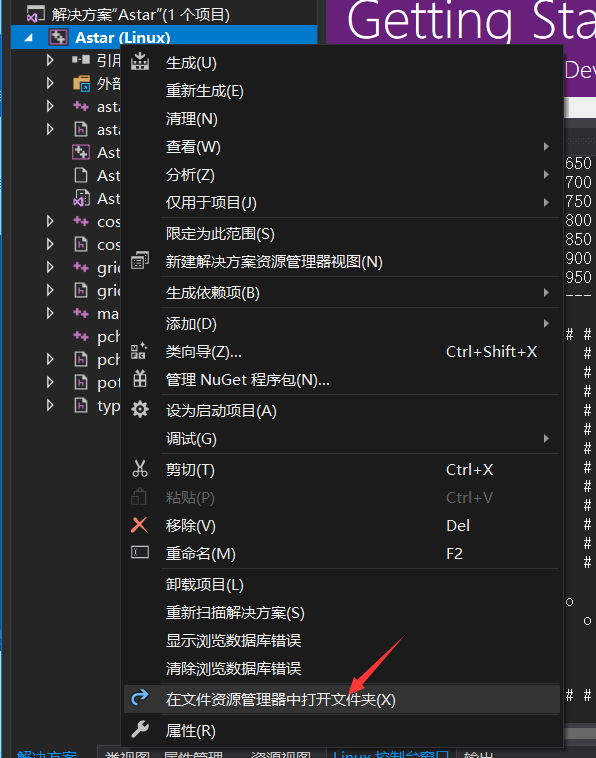 解决方案"Astar"(1 个项目)
Getting Sta
Astar (Linux)
Dev
引用
外部
asta
asta
Ast
Ast
Ast
cos
cos
grid
grid
ma
pch
pch
pot
typ
生成(U)
重新生成(E)
清理(N)
查看(W)
分析(Z)
仅用于项目(J)
限定为此范围(S)
新建解决方案资源管理器视图(N)
生成依赖项(B)
添加(D)
类向导(Z)... Ctrl+Shift+X
管理 NuGet 程序包(N)...
设为启动项目(A)
调试(G)
剪切(T) Ctrl+X
粘贴(P) Ctrl+V
移除(V) Del
重命名(M) F2
卸载项目(L)
重新扫描解决方案(S)
显示浏览数据库错误
清除浏览数据库错误
在文件资源管理器中打开文件夹(X)
属性(R)
650
700
750
800
850
900
950
---
# #
#
#
#
#
#
#
#
#
#
#
#
#
o
o
# #
解决方案
类视图
属性管理
资源视图
Linux 控制台窗口
输出